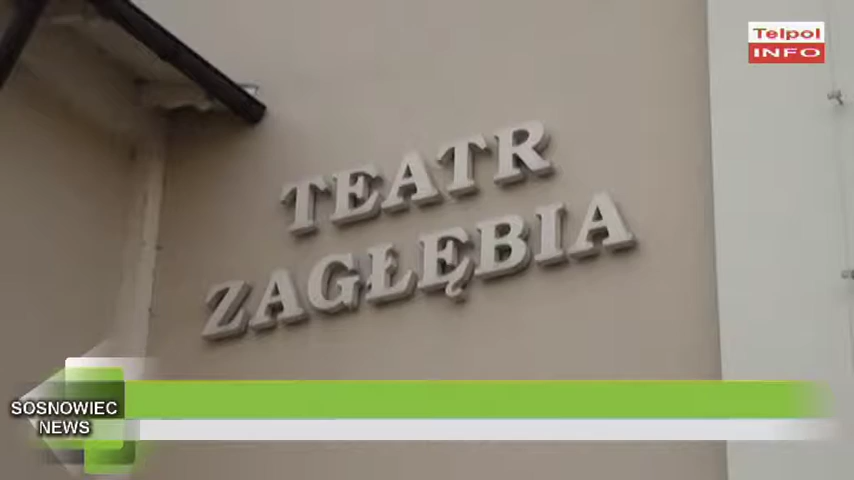 Telpol
INFO
TEATR
ZAGŁĘBIA
SOSNOWIEC
NEWS